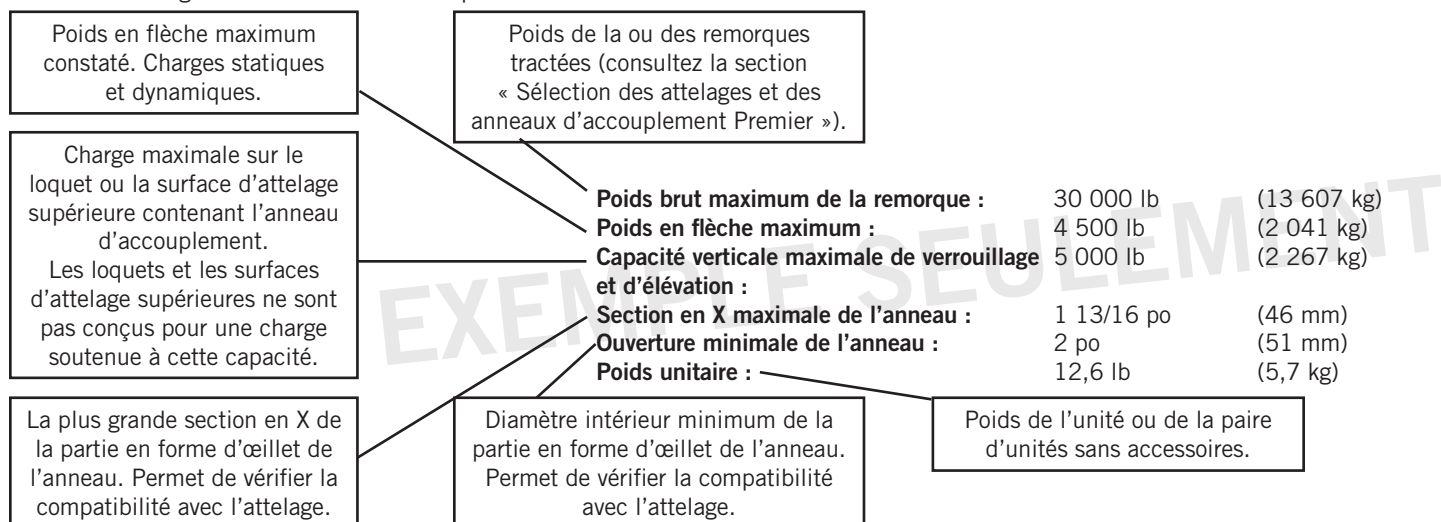 Poids en flèche maximum
constaté. Charges statiques
et dynamiques.
Poids de la ou des remorques
tractées (consultez la section
« Sélection des attelages et des
anneaux d’accouplement Premier »).
Charge maximale sur le
loquet ou la surface d’attelage
supérieure contenant l’anneau
d’accouplement.
Les loquets et les surfaces
d’attelage supérieures ne sont
pas conçus pour une charge
soutenue à cette capacité.
Poids brut maximum de la remorque : 30 000 lb (13 607 kg)
Poids en flèche maximum : 4 500 lb (2 041 kg)
Capacité verticale maximale de verrouillage 5 000 lb (2 267 kg)
et d’élévation :
Section en X maximale de l’anneau : 1 13/16 po (46 mm)
Ouverture minimale de l’anneau : 2 po (51 mm)
Poids unitaire : 12,6 lb (5,7 kg)
EXEMPLE SEULEMENT
La plus grande section en X de
la partie en forme d’œillet de
l’anneau. Permet de vérifier la
compatibilité avec l’attelage.
Diamètre intérieur minimum de la
partie en forme d’œillet de l’anneau.
Permet de vérifier la compatibilité
avec l’attelage.
Poids de l’unité ou de la paire
d’unités sans accessoires.